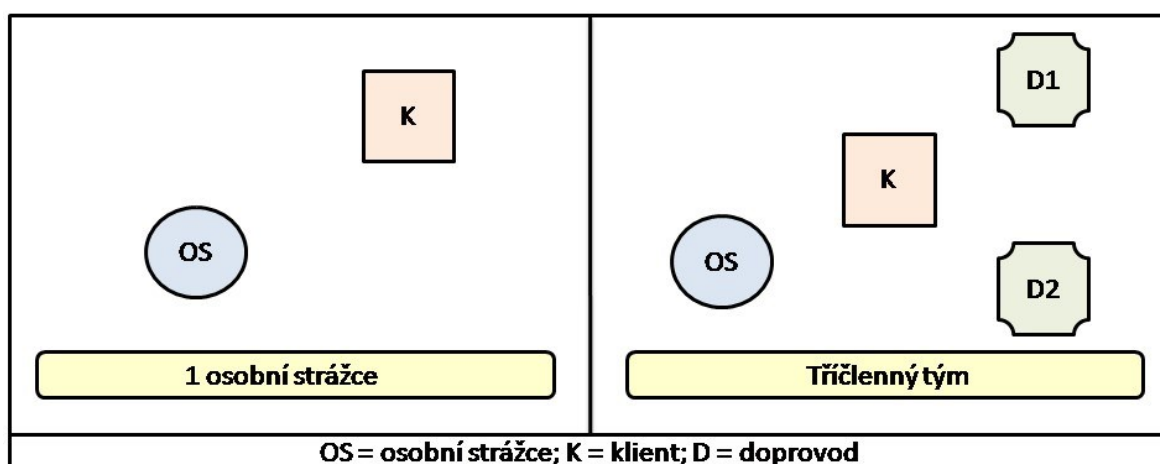 K
OS
1 osobní strážce
D1
K
OS
D2
Tříčlenný tým
OS = osobní strážce; K = klient; D = doprovod